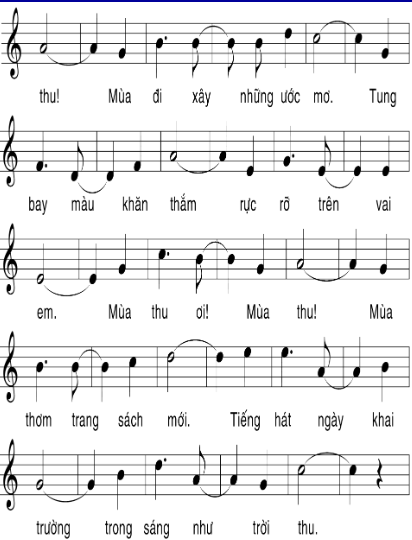 thu! Mùa đi xây những ước mơ. Tung
bay màu khăn thắm rực rỡ trên vai
em. Mùa thu ơi! Mùa thu! Mùa
thơm trang sách mới. Tiếng hát ngày khai
trường trong sáng như trời thu.